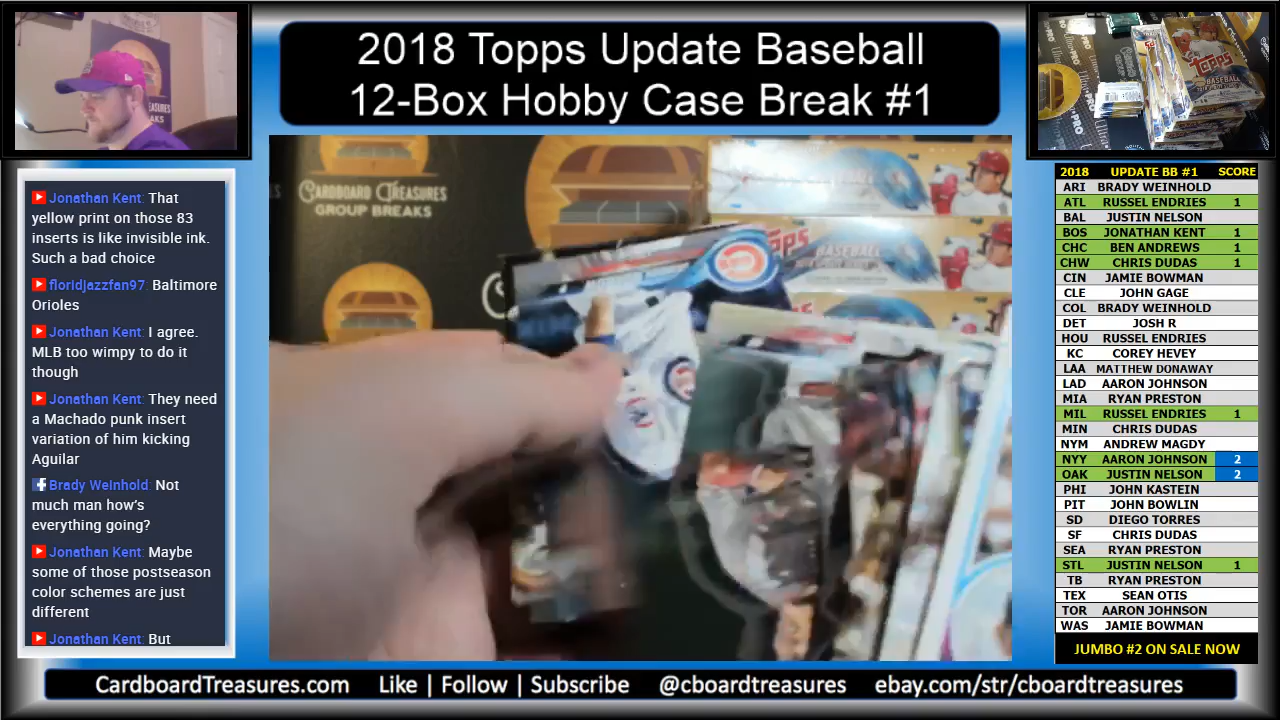 2018 Topps Update Baseball
12-Box Hobby Case Break #1
Jonathan Kent: That
yellow print on those 83
inserts is like invisible ink.
Such a bad choice
floridjazzfan97: Baltimore
Orioles
Jonathan Kent: I agree.
MLB too wimpy to do it
though
Jonathan Kent: They need
a Machado punk insert
variation of him kicking
Aguilar
Brady Weinhold: Not
much man how's
everything going?
Jonathan Kent: Maybe
some of those postseason
color schemes are just
different
Jonathan Kent: But
CARDBOARD TREASURES
GROUP BREAKS
BASEBALL
Topps
BASEBALL
2018 UPDATE BB #1 SCORE
ARI BRADY WEINHOLD
ATL RUSSEL ENDRIES 1
BAL JUSTIN NELSON
BOS JONATHAN KENT 1
CHC BEN ANDREWS 1
CHW CHRIS DUDAS 1
CIN JAMIE BOWMAN
CLE JOHN GAGE
COL BRADY WEINHOLD
DET JOSH R
HOU RUSSEL ENDRIES
KC COREY HEVEY
LAA MATTHEW DONAWAY
LAD AARON JOHNSON
MIA RYAN PRESTON
MIL RUSSEL ENDRIES 1
MIN CHRIS DUDAS
NYM ANDREW MAGDY
NYY AARON JOHNSON 2
OAK JUSTIN NELSON 2
PHI JOHN KASTEIN
PIT JOHN BOWLIN
SD DIEGO TORRES
SF CHRIS DUDAS
SEA RYAN PRESTON
STL JUSTIN NELSON 1
TB RYAN PRESTON
TEX SEAN OTIS
TOR AARON JOHNSON
WAS JAMIE BOWMAN
JUMBO #2 ON SALE NOW
CardboardTreasures.com Like | Follow | Subscribe @cboardtreasures ebay.com/str/cboardtreasures